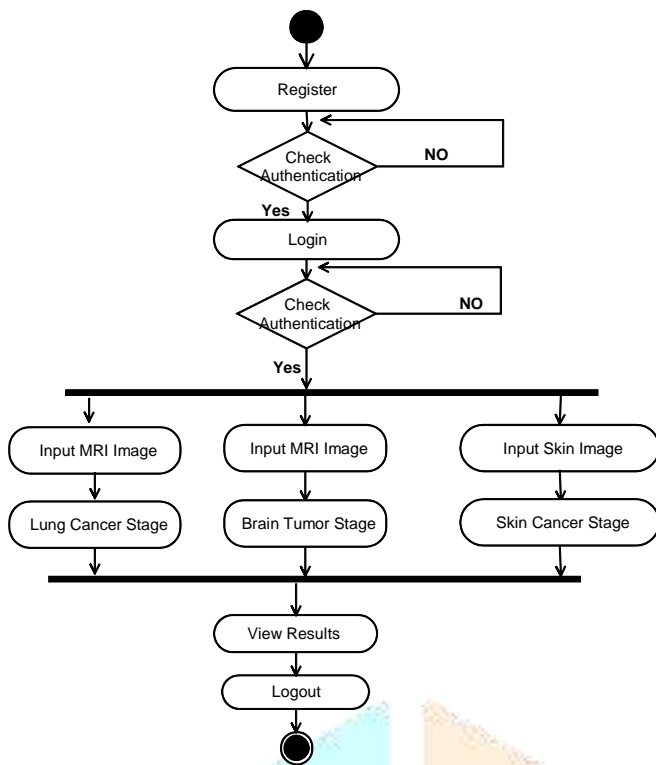 Register
Check
Authentication
NO
Yes
Login
Check
Authentication
NO
Yes
Input MRI Image
Input MRI Image
Input Skin Image
Lung Cancer Stage
Brain Tumor Stage
Skin Cancer Stage
View Results
Logout